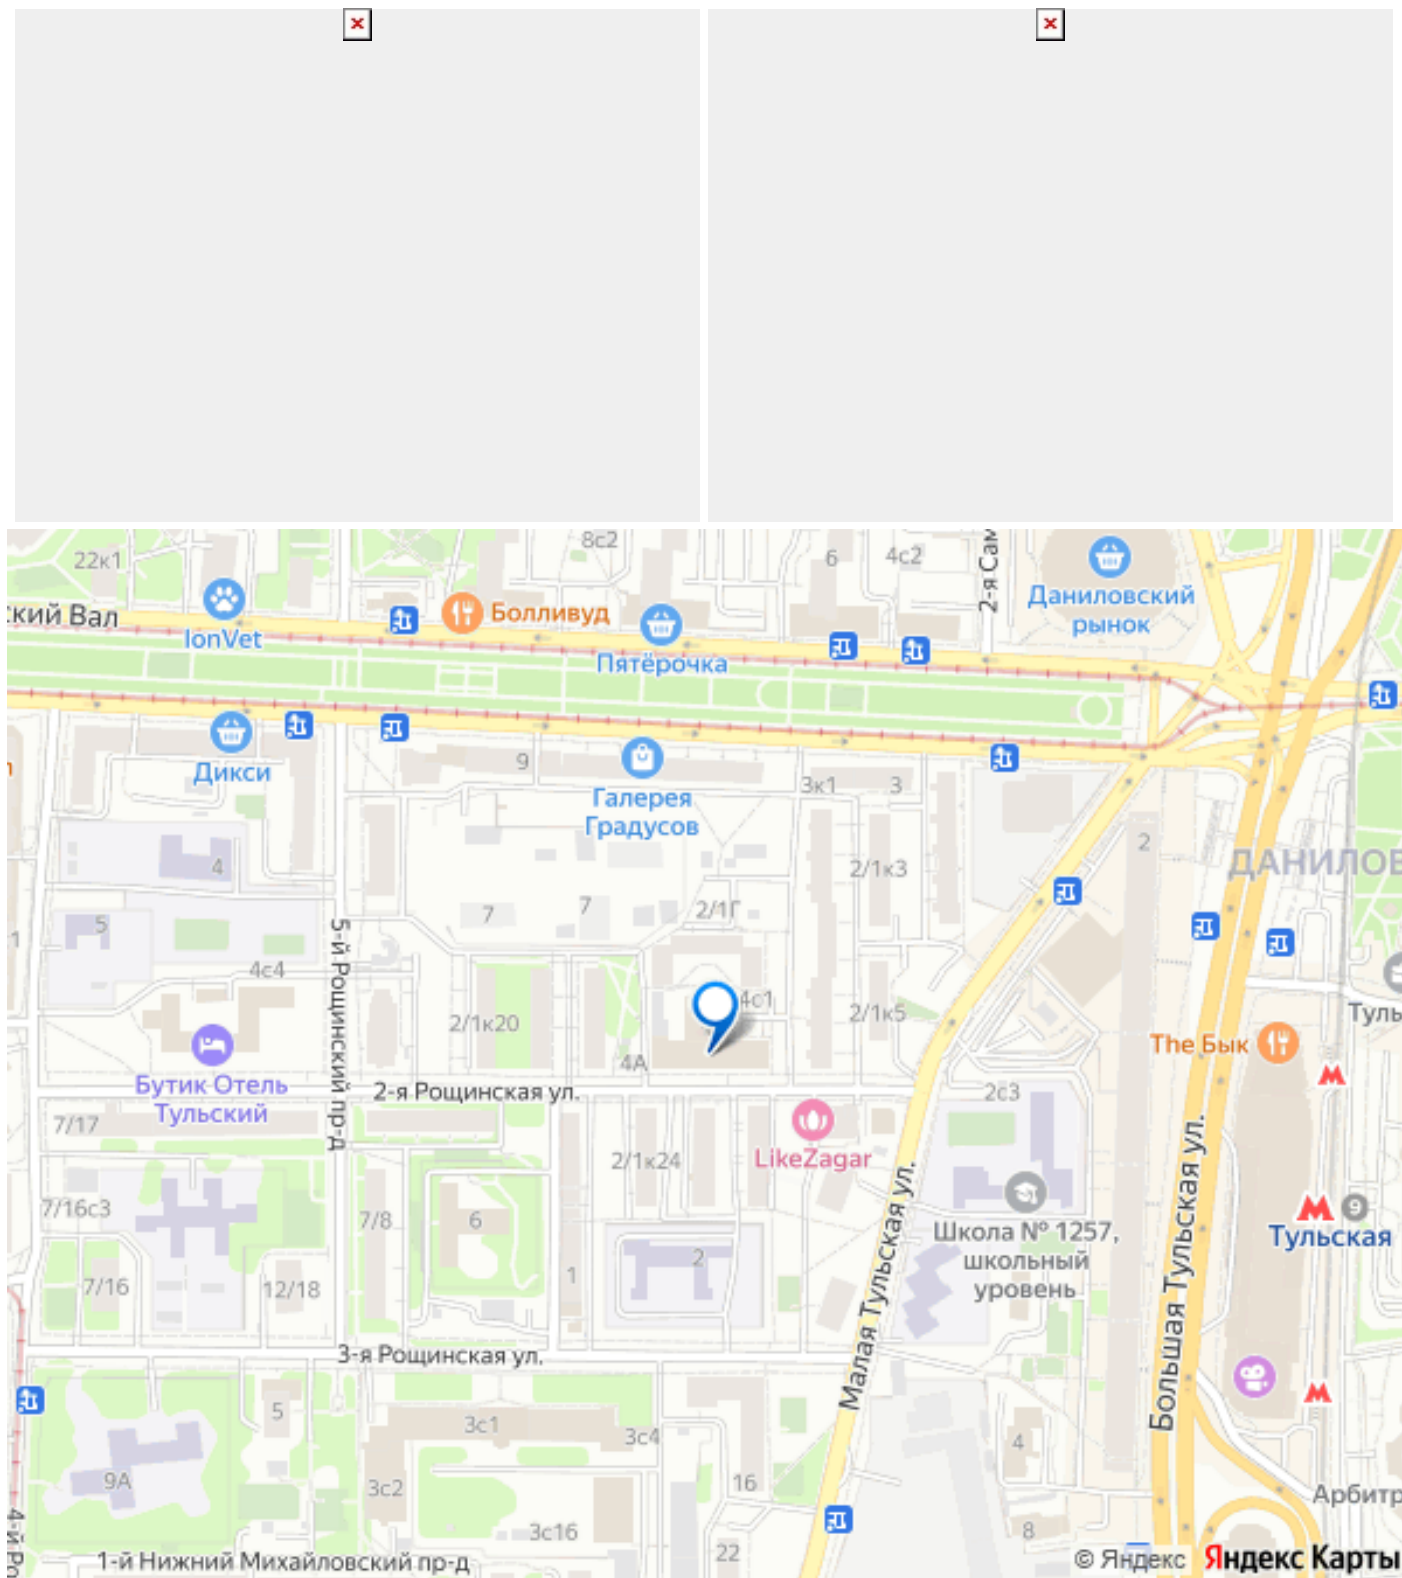 22к1
8с2
6
4с2
2-я Сам
Даниловский
рынок
ский Вал
IonVet
Болливуд
Пятёрочка
Дикси
9
Галерея
Градусов
3к1
3
2
ДАНИЛОВ
4
2/1к3
5
7
7
2/1Г
1
5-й Рощинский пр-д
4с4
4с1
2/1к20
2/1к5
Туль
The Бык
4А
Бутик Отель
Тульский
2-я Рощинская ул.
2с3
7/17
LikeZagar
2/1к24
Малая Тульская ул.
Большая Тульская ул.
7/16с3
7/8
6
Школа № 1257,
школьный
уровень
9
Тульская
2
7/16
12/18
1
3-я Рощинская ул.
5
3с1
3с4
4
9А
3с2
16
Арбитр
3с16
8
22
4-й Ро
1-й Нижний Михайловский пр-д
© Яндекс Яндекс Карты